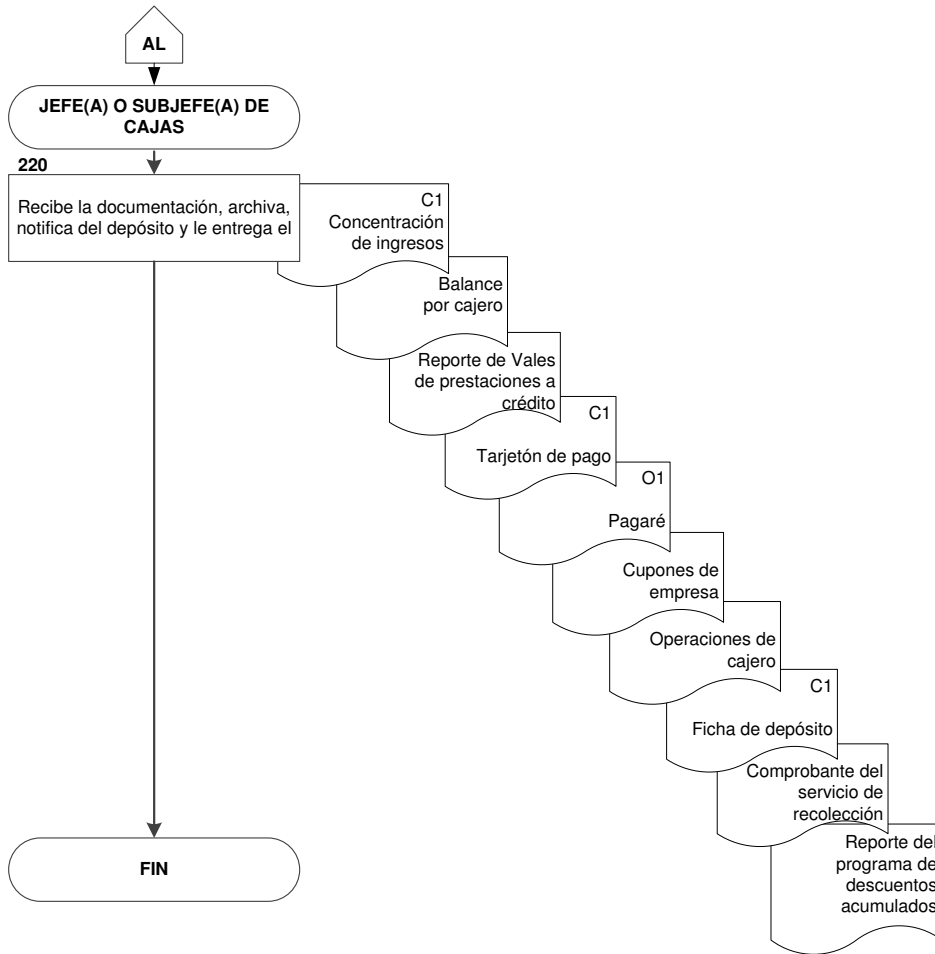 AL
JEFE(A) O SUBJEFE(A) DE
CAJAS
220
Recibe la documentación, archiva,
notifica del depósito y le entrega el
C1
Concentración
de ingresos
Balance
por cajero
Reporte de Vales
de prestaciones a
crédito
C1
Tarjetón de pago
O1
Pagaré
Cupones de
empresa
Operaciones de
cajero
C1
Ficha de depósito
Comprobante del
servicio de
recolección
Reporte del
programa de
descuentos
acumulados
FIN